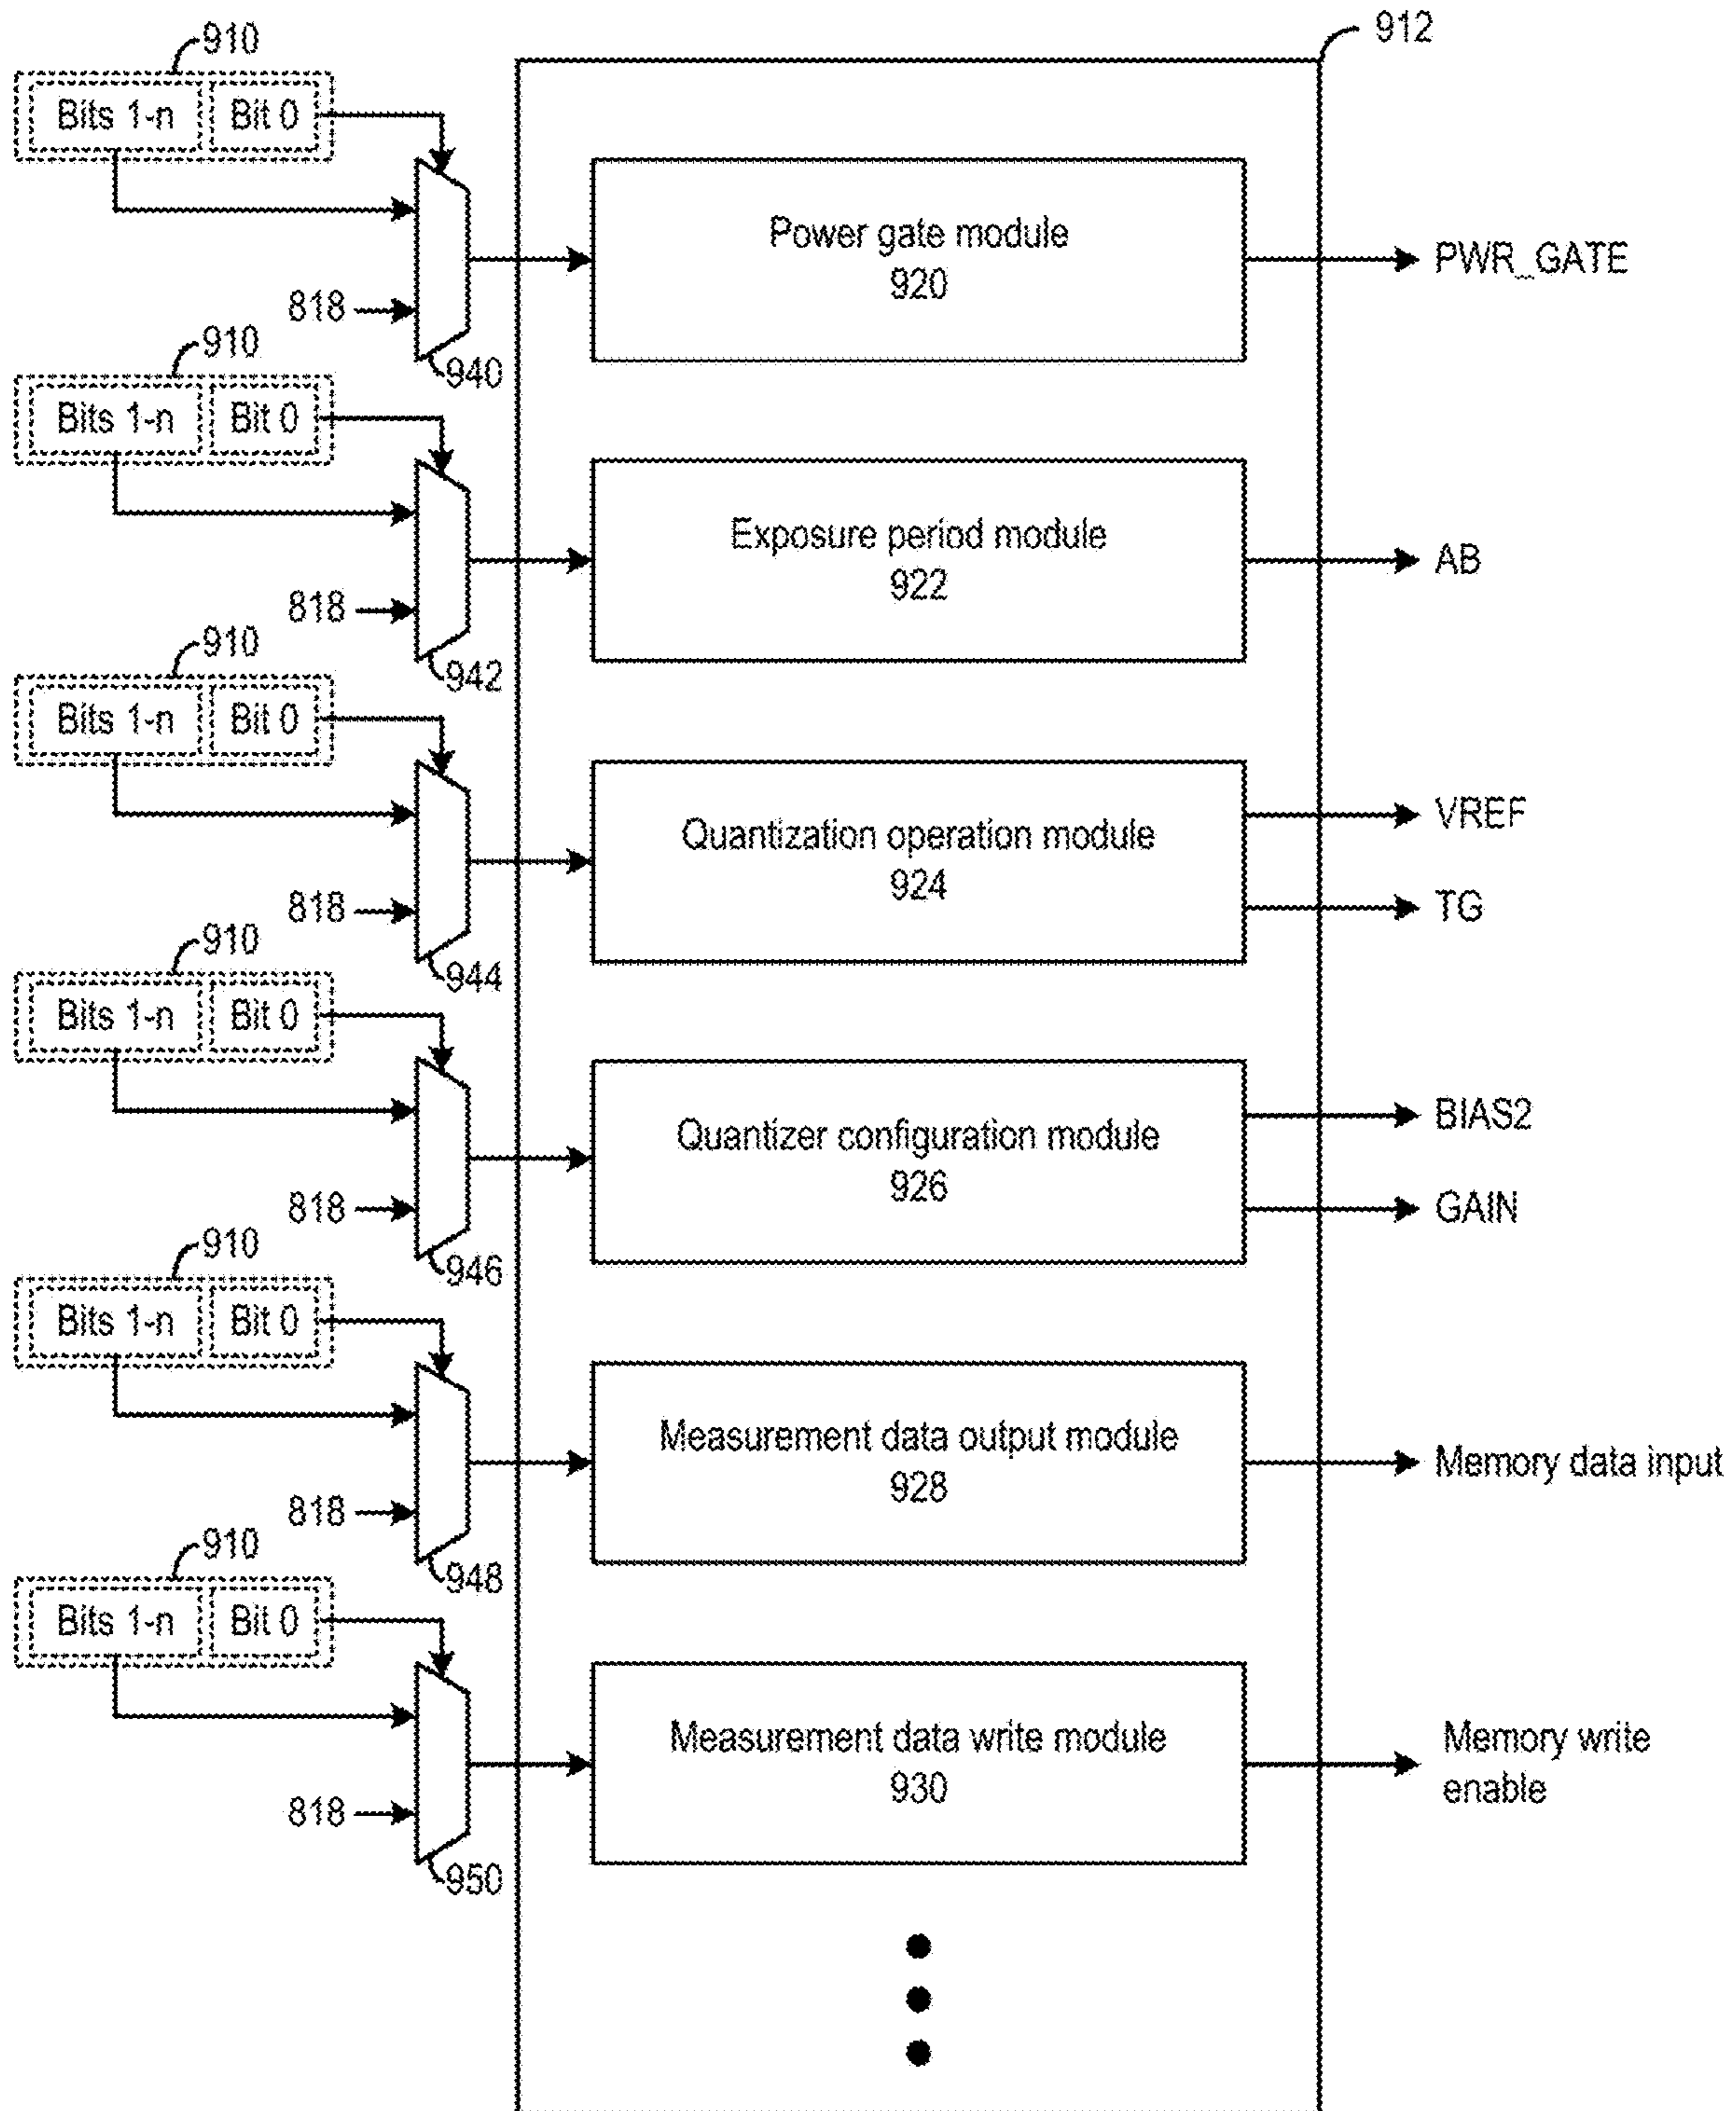 910
912
Bits 1-n Bit 0
Power gate module
920
PWR_GATE
818
940
910
Bits 1-n Bit 0
Exposure period module
922
AB
818
942
910
Bits 1-n Bit 0
Quantization operation module
924
VREF
TG
818
944
910
Bits 1-n Bit 0
Quantizer configuration module
926
BIAS2
GAIN
818
946
910
Bits 1-n Bit 0
Measurement data output module
928
Memory data input
818
948
910
Bits 1-n Bit 0
Measurement data write module
930
Memory write
enable
818
950